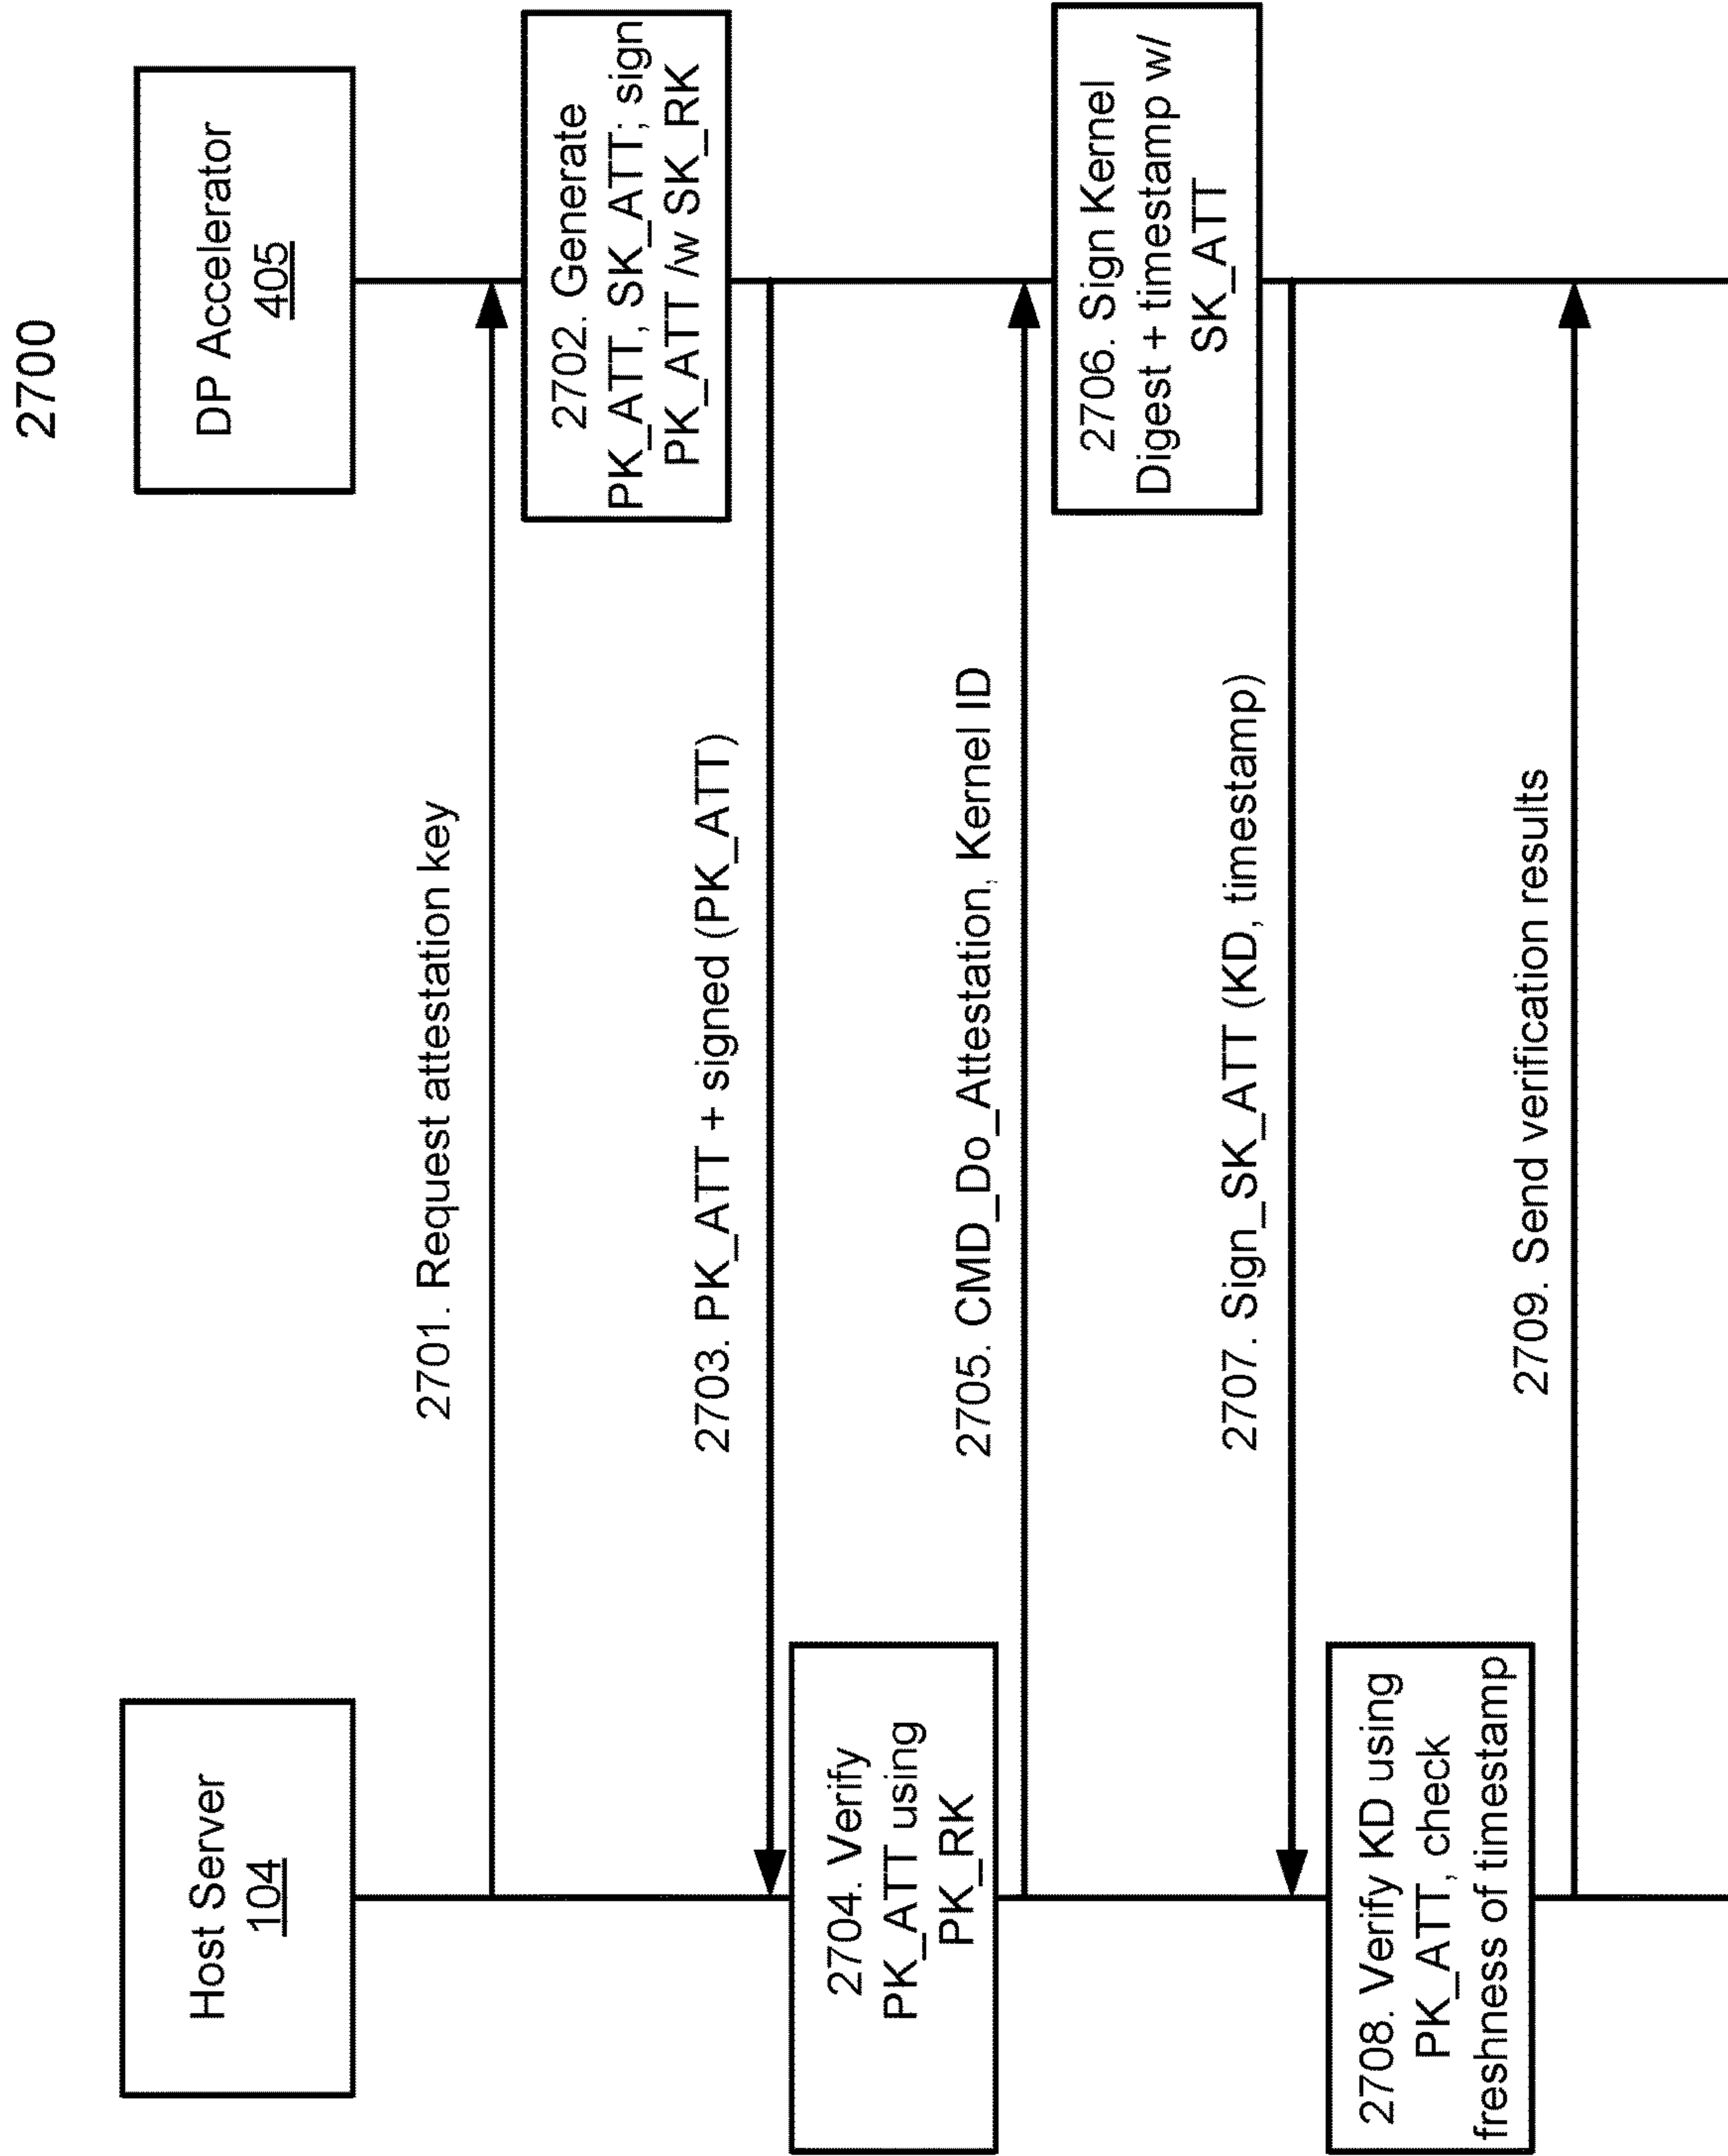 2700
Host Server
104
DP Accelerator
405
2701. Request attestation key
2702. Generate
PK_ATT, SK_ATT; sign
PK_ATT /w SK_RK
2703. PK_ATT + signed (PK_ATT)
2704. Verify
PK_ATT using
PK_RK
2705. CMD_Do_Attestation, Kernel ID
2706. Sign Kernel
Digest + timestamp w/
SK_ATT
2707. Sign_SK_ATT (KD, timestamp)
2708. Verify KD using
PK_ATT, check
freshness of timestamp
2709. Send verification results